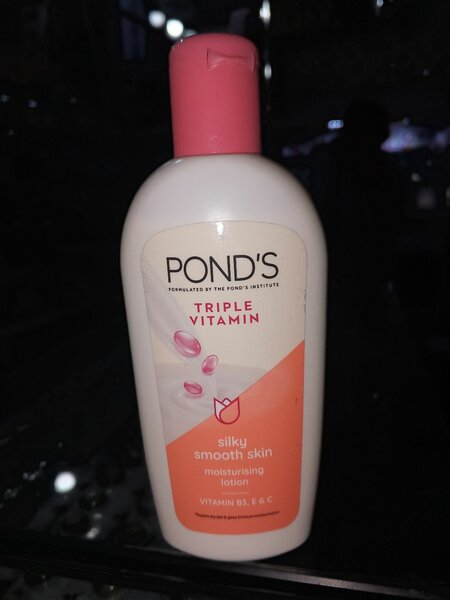 POND'S
FORMULATED BY THE POND'S INSTITUTE
TRIPLE
VITAMIN
silky
smooth skin
moisturising
lotion
VITAMIN B3, E & C